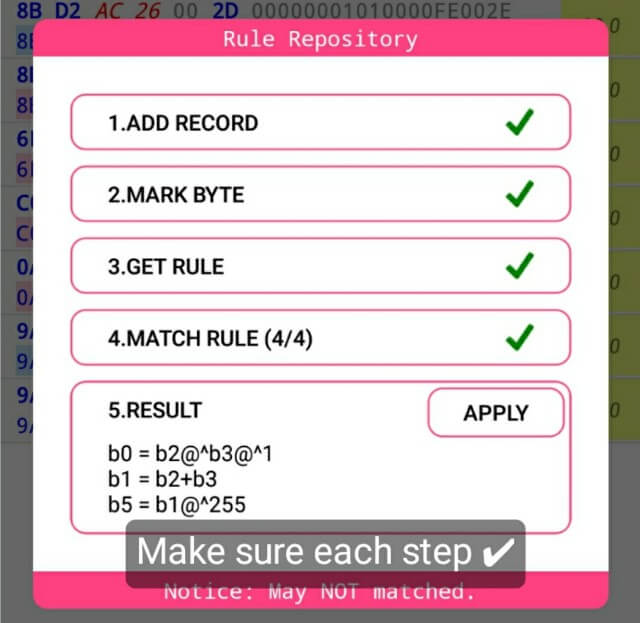 8B D2 AC 26 00 2D 00000001010000FE002E
Rule Repository
1.ADD RECORD
2.MARK BYTE
3.GET RULE
4.MATCH RULE (4/4)
5.RESULT
APPLY
b0 = b2@^b3@^1
b1 = b2+b3
b5 = b1@^255
Make sure each step ✔
Notice: May NOT matched.